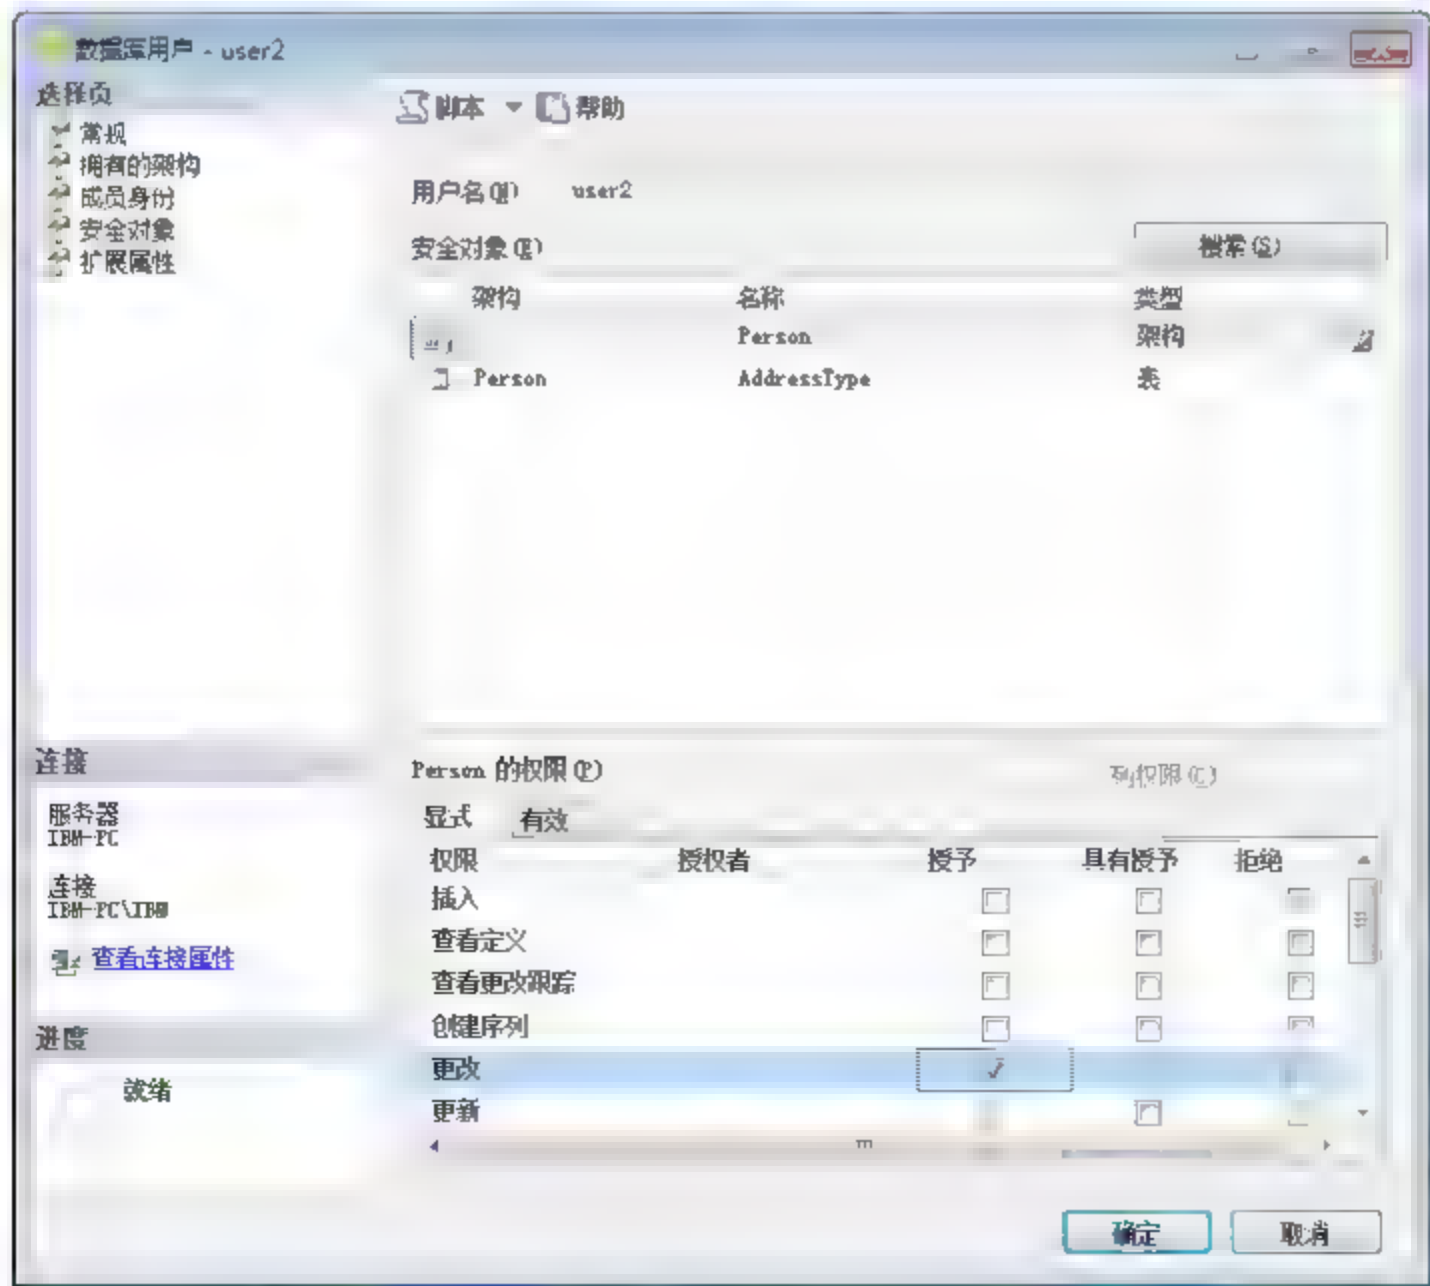 数据库用户 - user2
选择页
常规
拥有的架构
成员身份
安全对象
扩展属性
脚本 帮助
用户名(N) user2
安全对象(E) 搜索(S)
架构 名称 类型
Person 架构
Person AddressType 表
连接
服务器
IBM-PC
连接
IBM-PC\IBM
查看连接属性
进度
就绪
Person 的权限(P) 列权限(C)
显式 有效
权限 授权者 授予 具有授予 拒绝
插入
查看定义
查看更改跟踪
创建序列
更改
更新
确定 取消